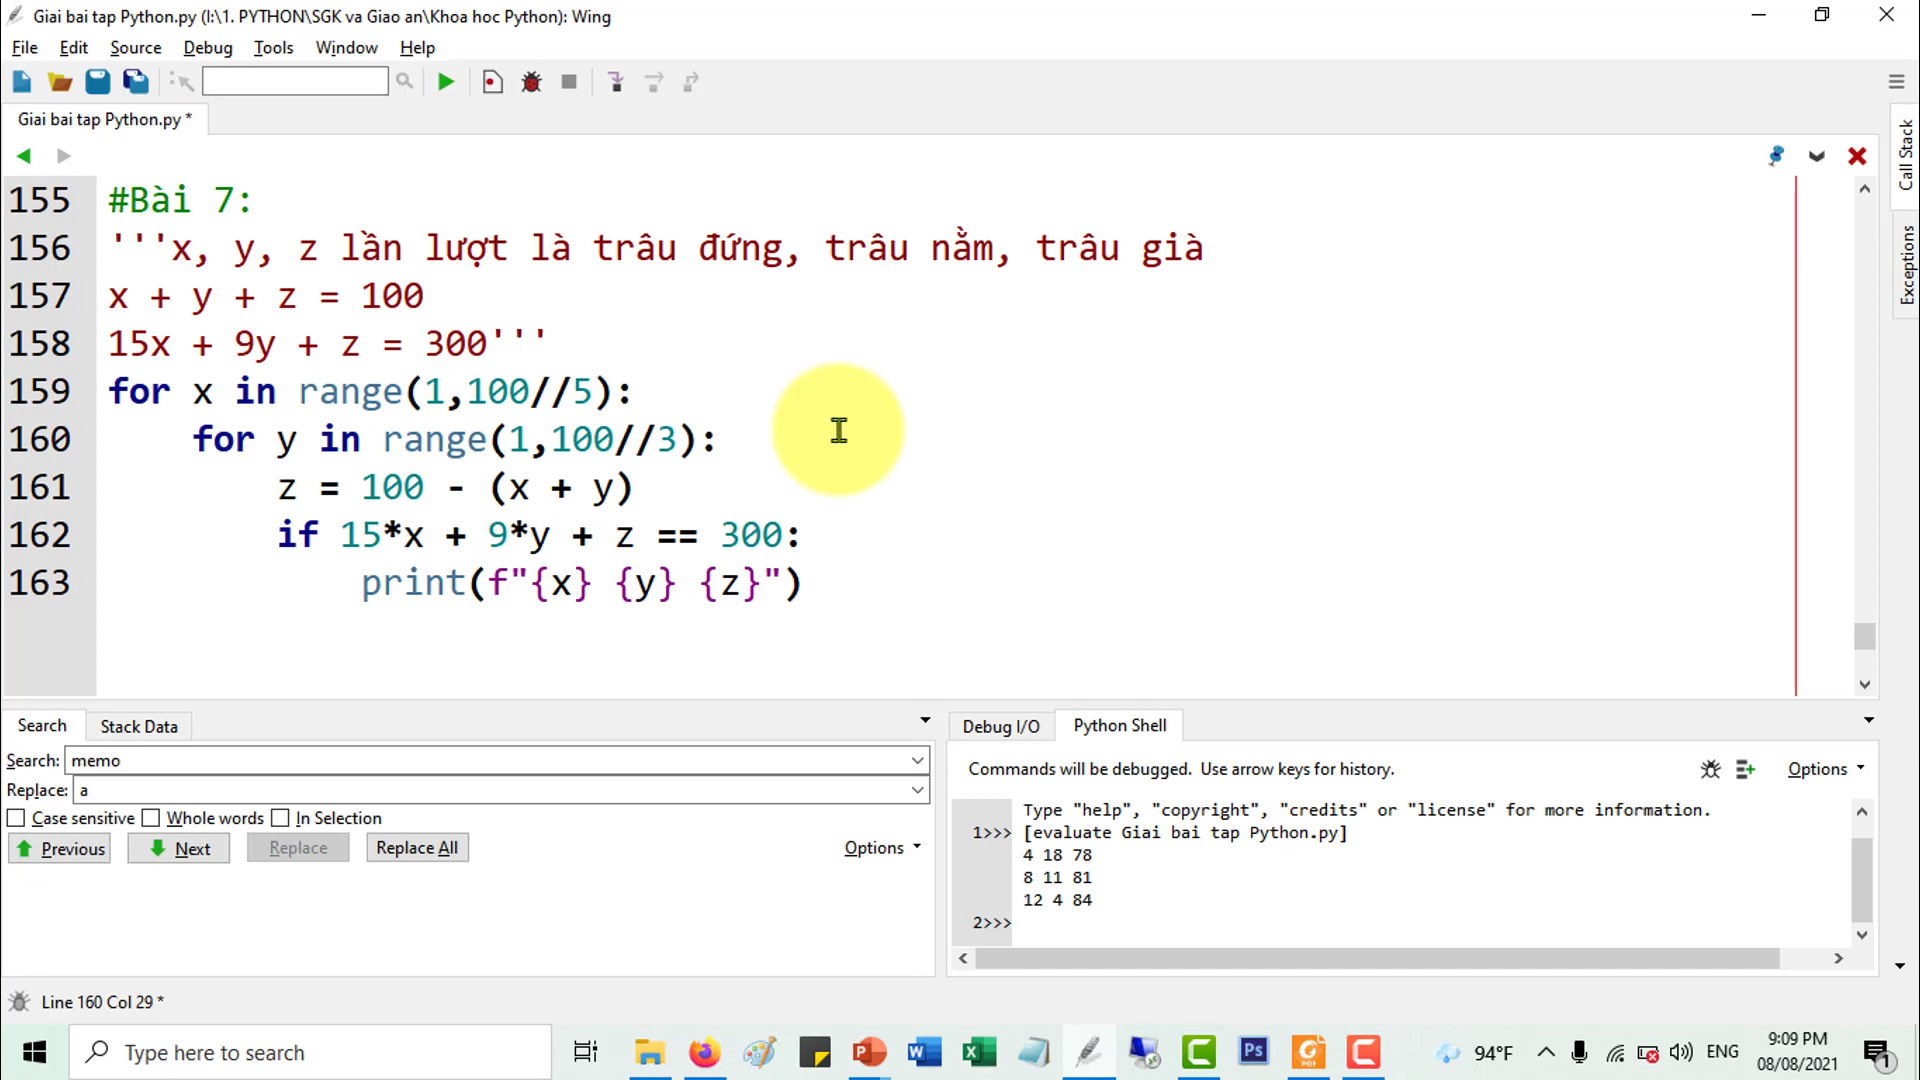 Giai bai tap Python.py (I:\1. PYTHON\SGK va Giao an\Khoa hoc Python): Wing
File Edit Source Debug Tools Window Help
Giai bai tap Python.py *
155 #Bài 7:
156 '''x, y, z lần lượt là trâu đứng, trâu nằm, trâu già
157 x + y + z = 100
158 15x + 9y + z = 300'''
159 for x in range(1,100//5):
160 for y in range(1,100//3):
161 z = 100 - (x + y)
162 if 15*x + 9*y + z == 300:
163 print(f"{x} {y} {z}")
Call Stack
Exceptions
Search Stack Data
Search: memo
Replace: a
Case sensitive Whole words In Selection
Previous Next Replace Replace All Options
Debug I/O Python Shell
Commands will be debugged. Use arrow keys for history. Options
Type "help", "copyright", "credits" or "license" for more information.
1>>> [evaluate Giai bai tap Python.py]
4 18 78
8 11 81
12 4 84
2>>>
Line 160 Col 29 *
Type here to search
94°F ENG
9:09 PM
08/08/2021
1